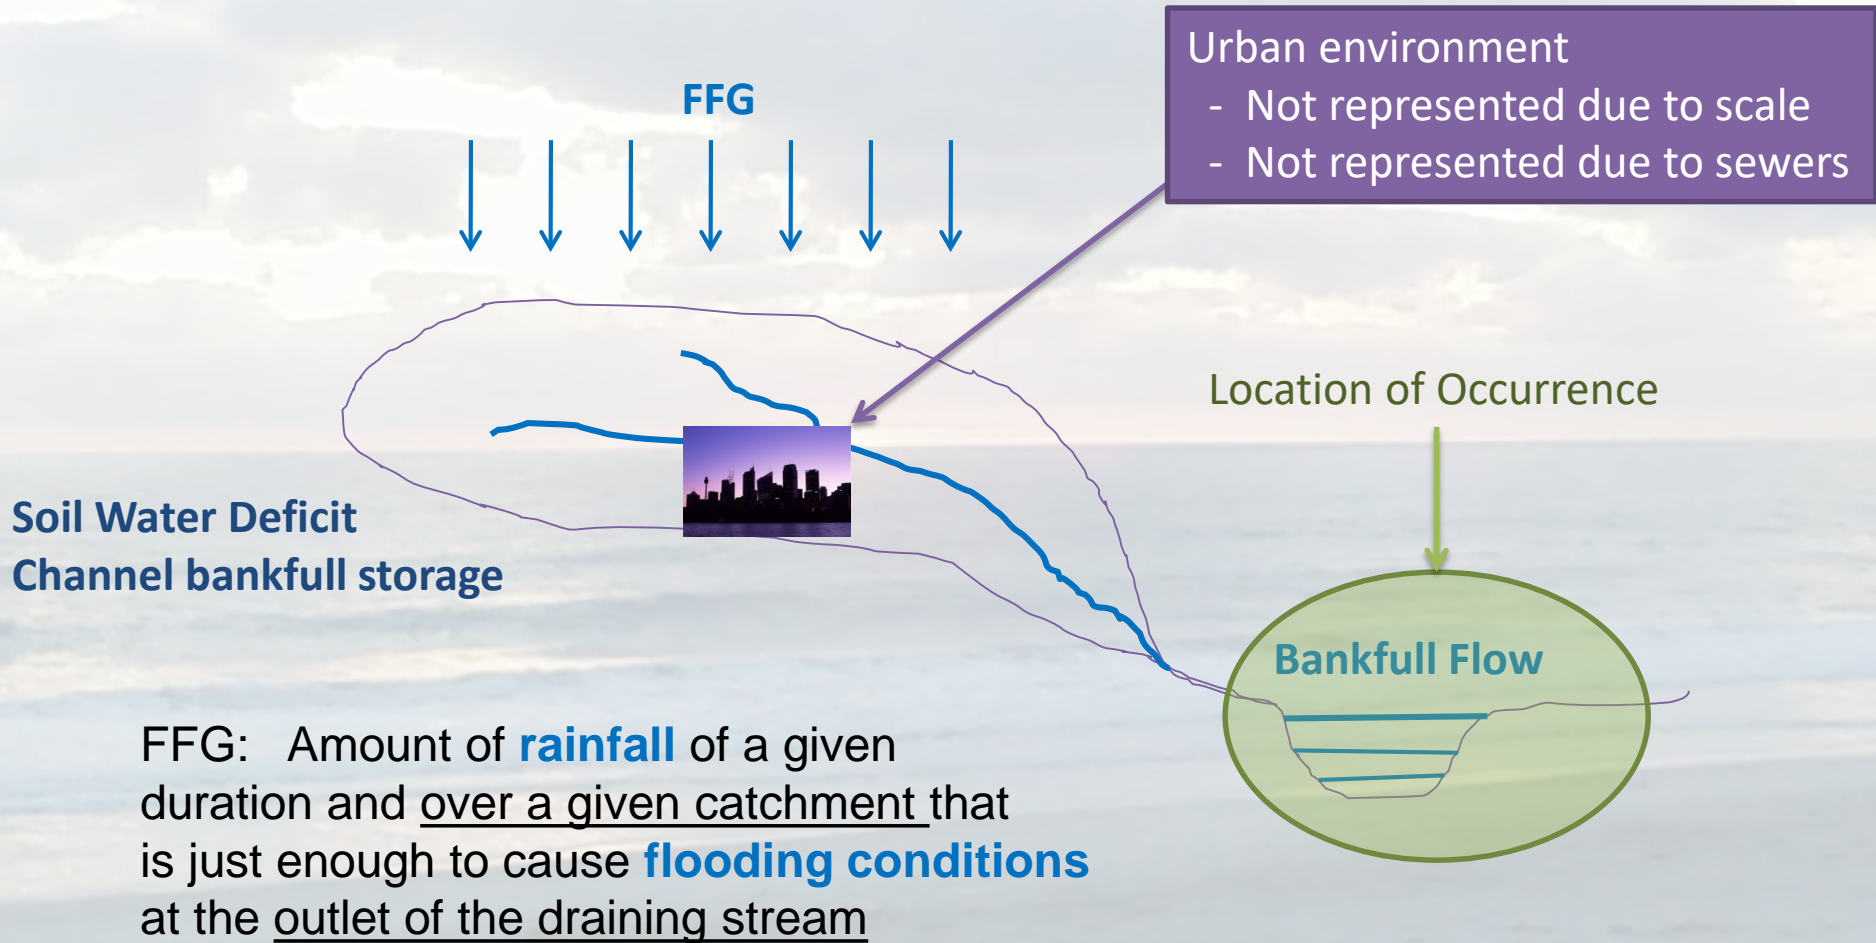 Urban environment
- Not represented due to scale
- Not represented due to sewers
FFG
Location of Occurrence
Soil Water Deficit
Channel bankfull storage
Bankfull Flow
FFG: Amount of rainfall of a given
duration and over a given catchment that
is just enough to cause flooding conditions
at the outlet of the draining stream